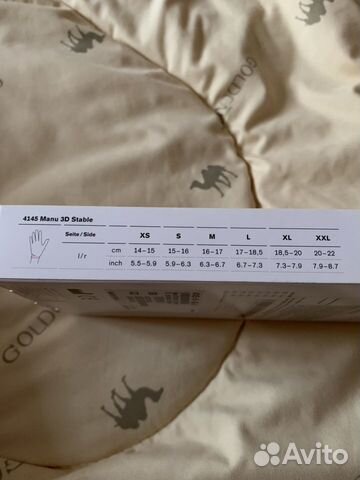 GOLD
GOLD
4145 Manu 3D Stable
Seite/Side XS S M L XL XXL
l/r cm 14-15 15-16 16-17 17-18,5 18,5-20 20-22
inch 5.5-5.9 5.9-6.3 6.3-6.7 6.7-7.3 7.3-7.9 7.9-8.7
GOLD
Avito